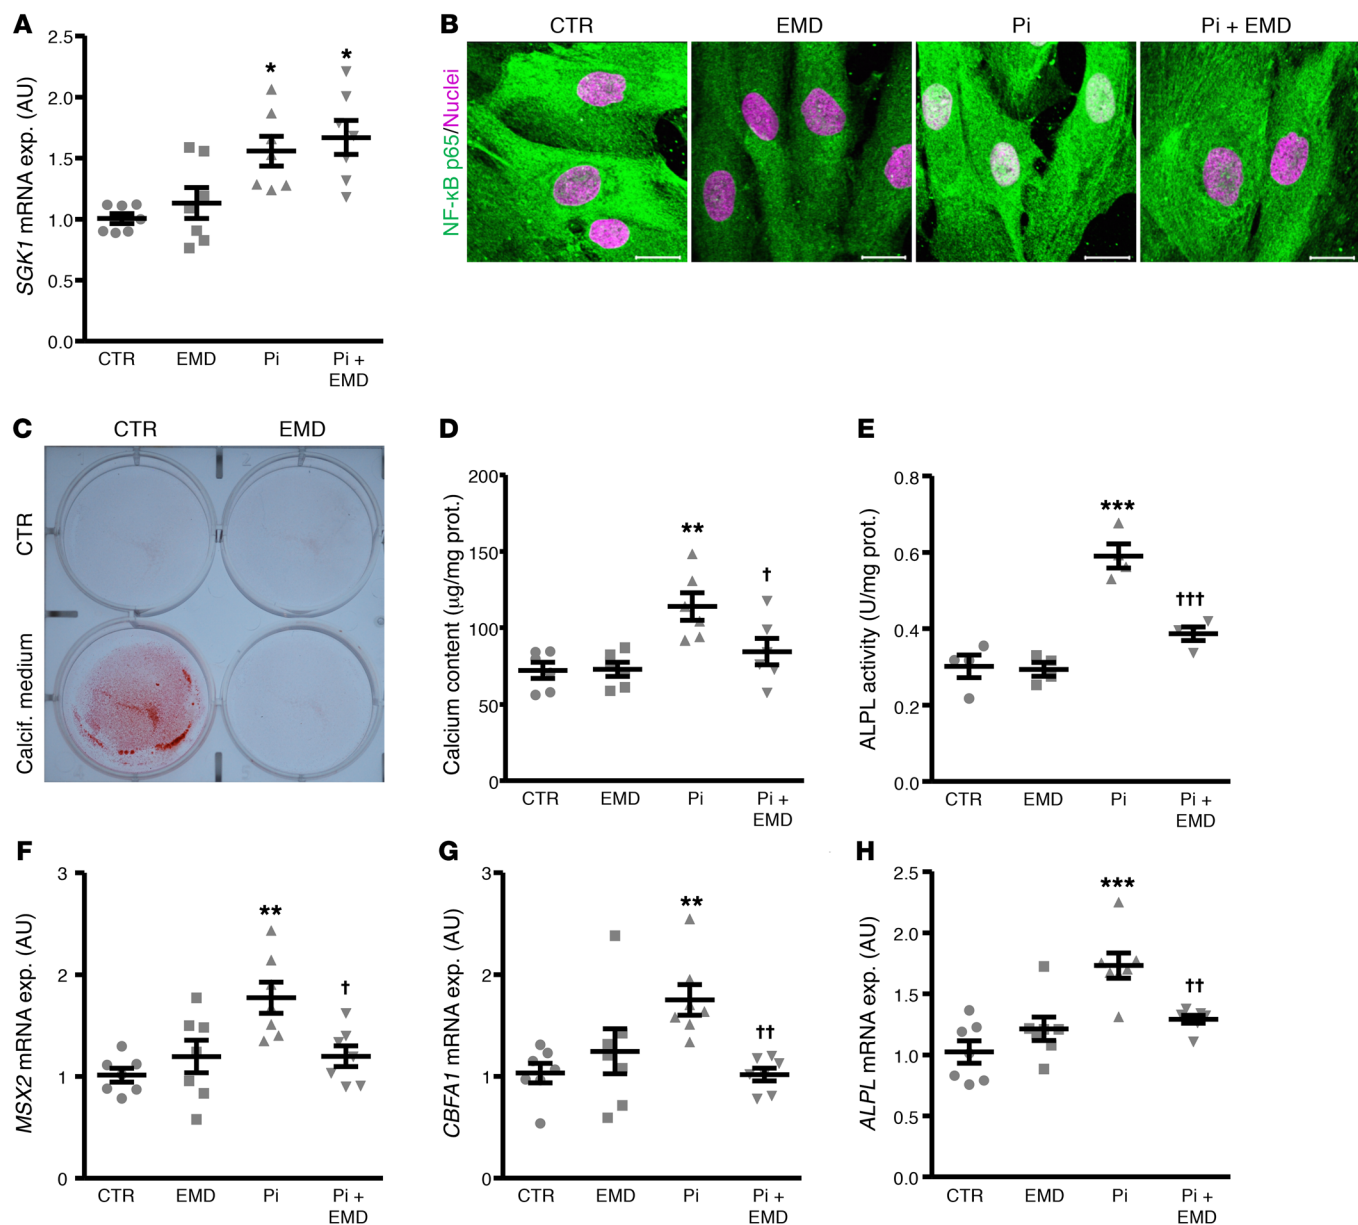 A
SGK1 mRNA exp. (AU)
2.5
2.0
1.5
1.0
0.5
0.0
*
*
CTR
EMD
Pi
Pi +
EMD
B
CTR
EMD
Pi
Pi + EMD
NF-κB p65/Nuclei
C
CTR
EMD
CTR
Calcif. medium
D
Calcium content (μg/mg prot.)
200
150
100
50
0
**
†
CTR
EMD
Pi
Pi +
EMD
E
ALPL activity (U/mg prot.)
0.8
0.6
0.4
0.2
0.0
***
†††
CTR
EMD
Pi
Pi +
EMD
F
MSX2 mRNA exp. (AU)
3
2
1
0
**
†
CTR
EMD
Pi
Pi +
EMD
G
CBFA1 mRNA exp. (AU)
3
2
1
0
**
††
CTR
EMD
Pi
Pi +
EMD
H
ALPL mRNA exp. (AU)
2.5
2.0
1.5
1.0
0.5
0.0
***
††
CTR
EMD
Pi
Pi +
EMD